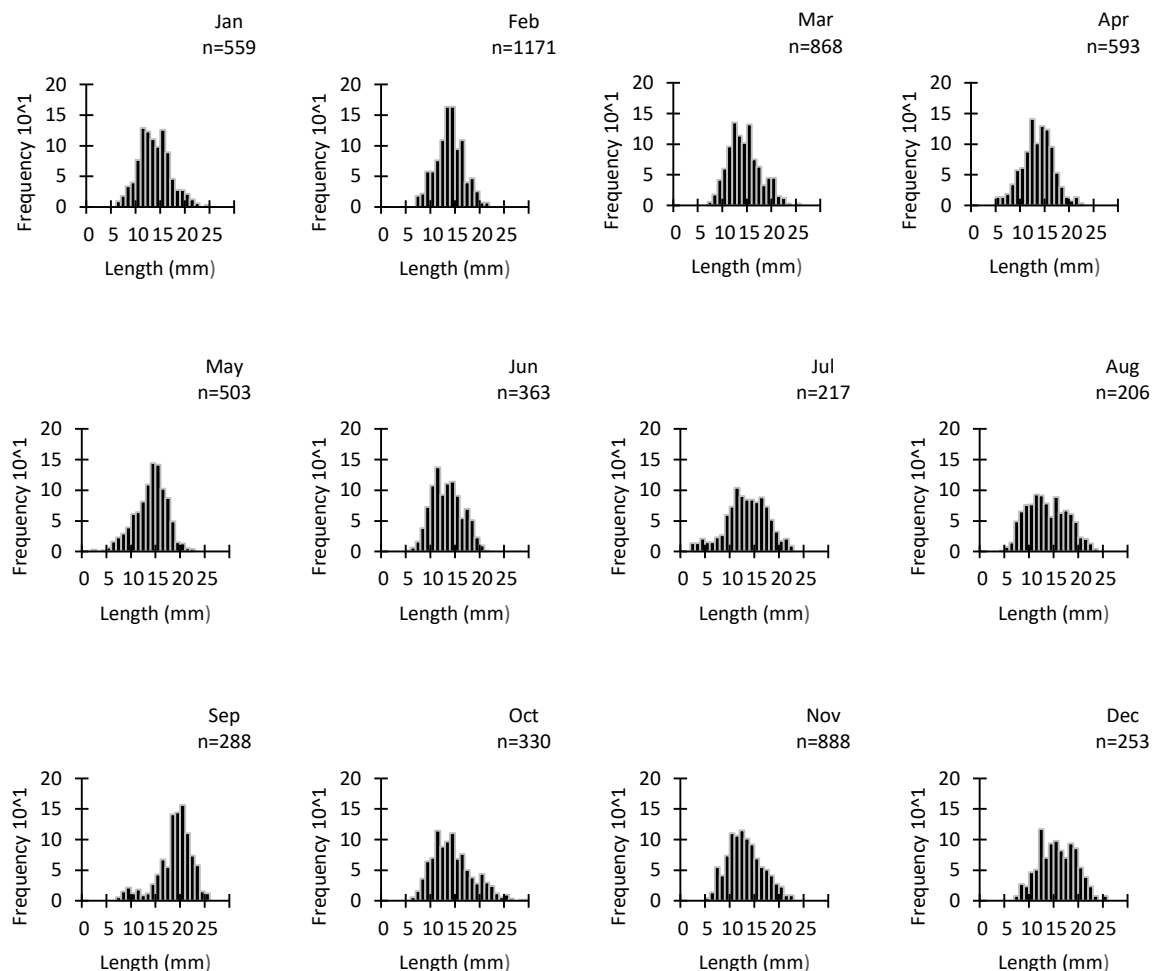 Jan
n=559
Frequency 10^1
20
15
10
5
0
0 5 10 15 20 25
Length (mm)
Feb
n=1171
Frequency 10^1
20
15
10
5
0
0 5 10 15 20 25
Length (mm)
Mar
n=868
Frequency 10^1
20
15
10
5
0
0 5 10 15 20 25
Length (mm)
Apr
n=593
Frequency 10^1
20
15
10
5
0
0 5 10 15 20 25
Length (mm)
May
n=503
Frequency 10^1
20
15
10
5
0
0 5 10 15 20 25
Length (mm)
Jun
n=363
Frequency 10^1
20
15
10
5
0
0 5 10 15 20 25
Length (mm)
Jul
n=217
Frequency 10^1
20
15
10
5
0
0 5 10 15 20 25
Length (mm)
Aug
n=206
Frequency 10^1
20
15
10
5
0
0 5 10 15 20 25
Length (mm)
Sep
n=288
Frequency 10^1
20
15
10
5
0
0 5 10 15 20 25
Length (mm)
Oct
n=330
Frequency 10^1
20
15
10
5
0
0 5 10 15 20 25
Length (mm)
Nov
n=888
Frequency 10^1
20
15
10
5
0
0 5 10 15 20 25
Length (mm)
Dec
n=253
Frequency 10^1
20
15
10
5
0
0 5 10 15 20 25
Length (mm)